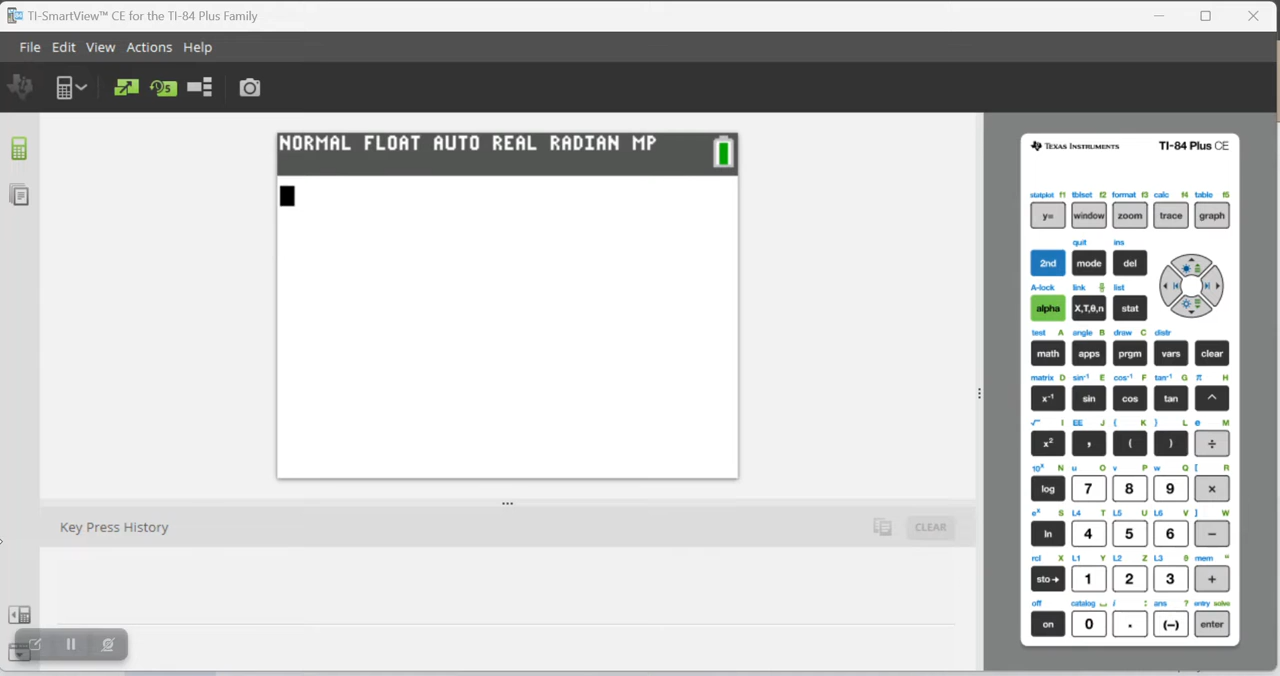 TI-SmartView™ CE for the TI-84 Plus Family
File Edit View Actions Help
NORMAL FLOAT AUTO REAL RADIAN MP
Key Press History
CLEAR
TEXAS INSTRUMENTS TI-84 Plus CE
statplot f1 tblset f2 format f3 calc f4 table f5
y= window zoom trace graph
quit ins
2nd mode del
A-lock link list
alpha X,T,θ,n stat
test A angle B draw C distr
math apps prgm vars clear
matrix D sin⁻¹ E cos⁻¹ F tan⁻¹ G π H
x⁻¹ sin cos tan ^
√ I EE J { K } L e M
x² , ( ) ÷
10ˣ N u O v P w Q [ R
log 7 8 9 ×
eˣ S L4 T L5 U L6 V ] W
ln 4 5 6 −
rcl X L1 Y L2 Z L3 θ mem "
sto→ 1 2 3 +
off catalog ␣ i : ans ? entry solve
on 0 . (−) enter